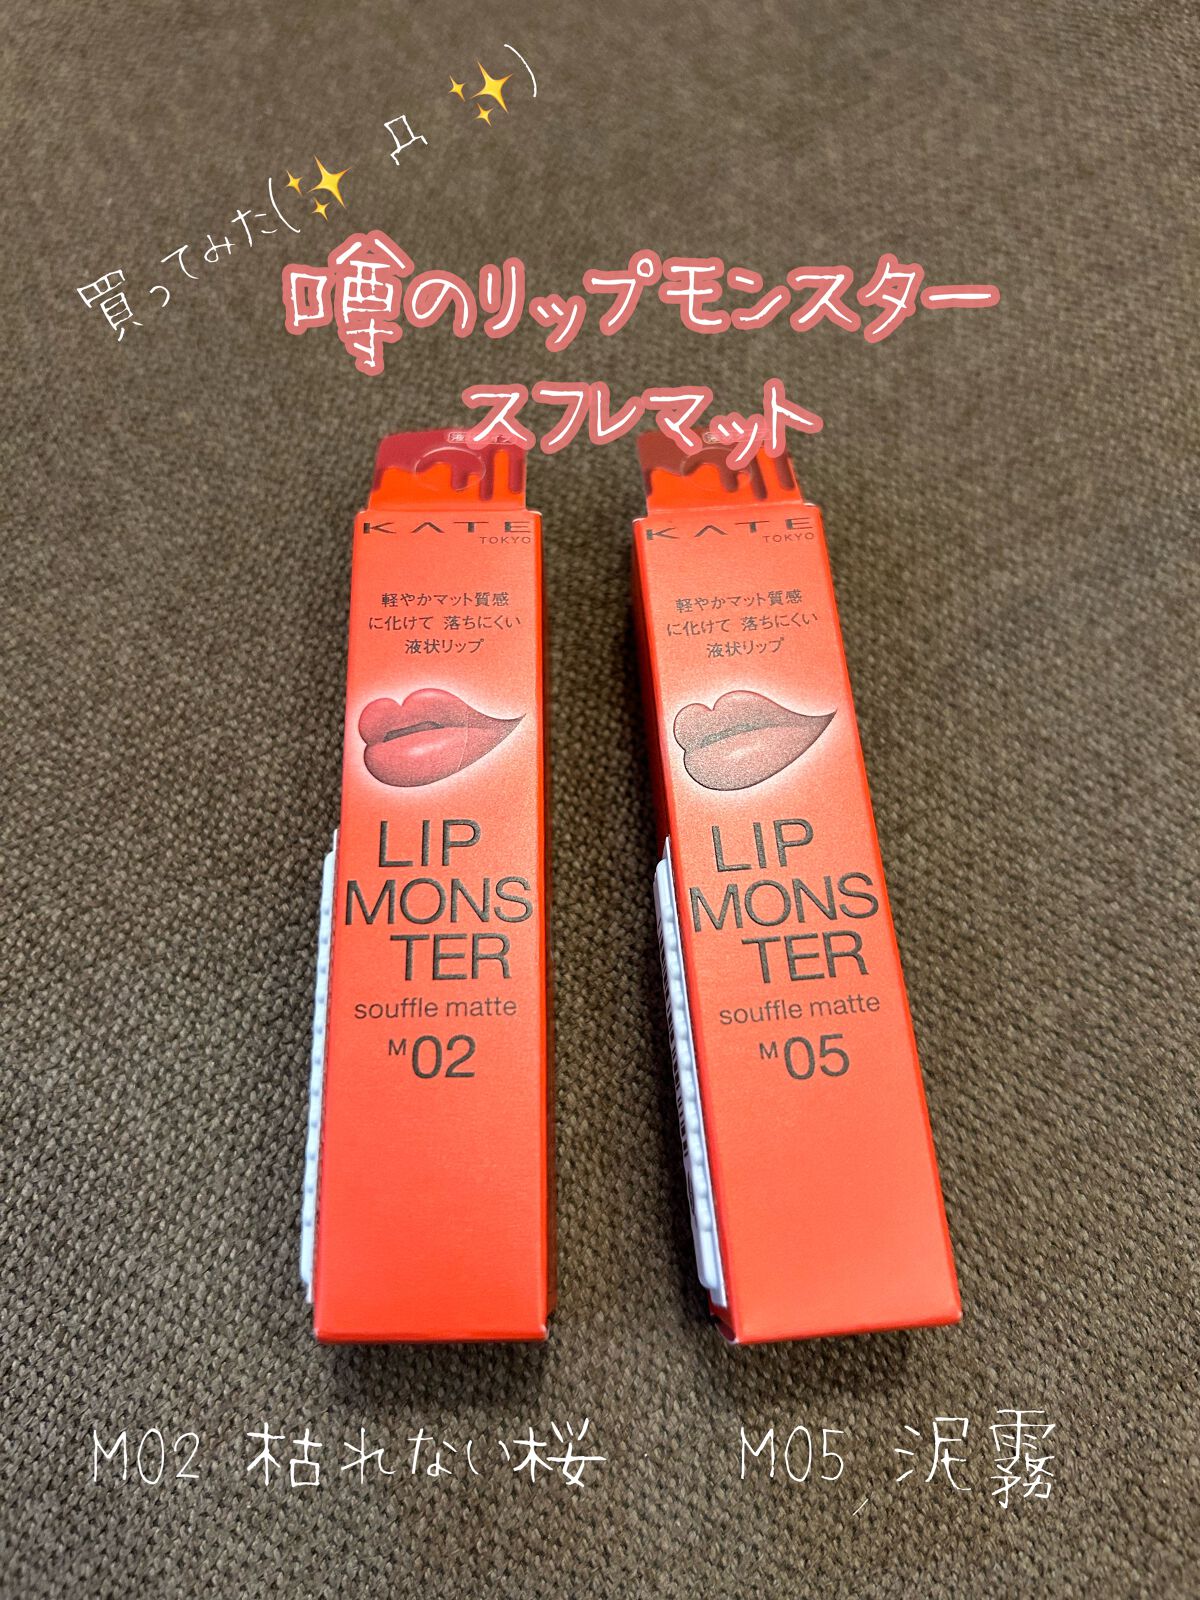 買ってみた(✨ Д ✨)
噂のリップモンスター
スフレマット
KATE
TOKYO
軽やかマット質感
に化けて 落ちにくい
液状リップ
LIP
MONS
TER
souffle matte
M02
KATE
TOKYO
軽やかマット質感
に化けて 落ちにくい
液状リップ
LIP
MONS
TER
souffle matte
M05
M02 枯れない桜
M05 泥霧